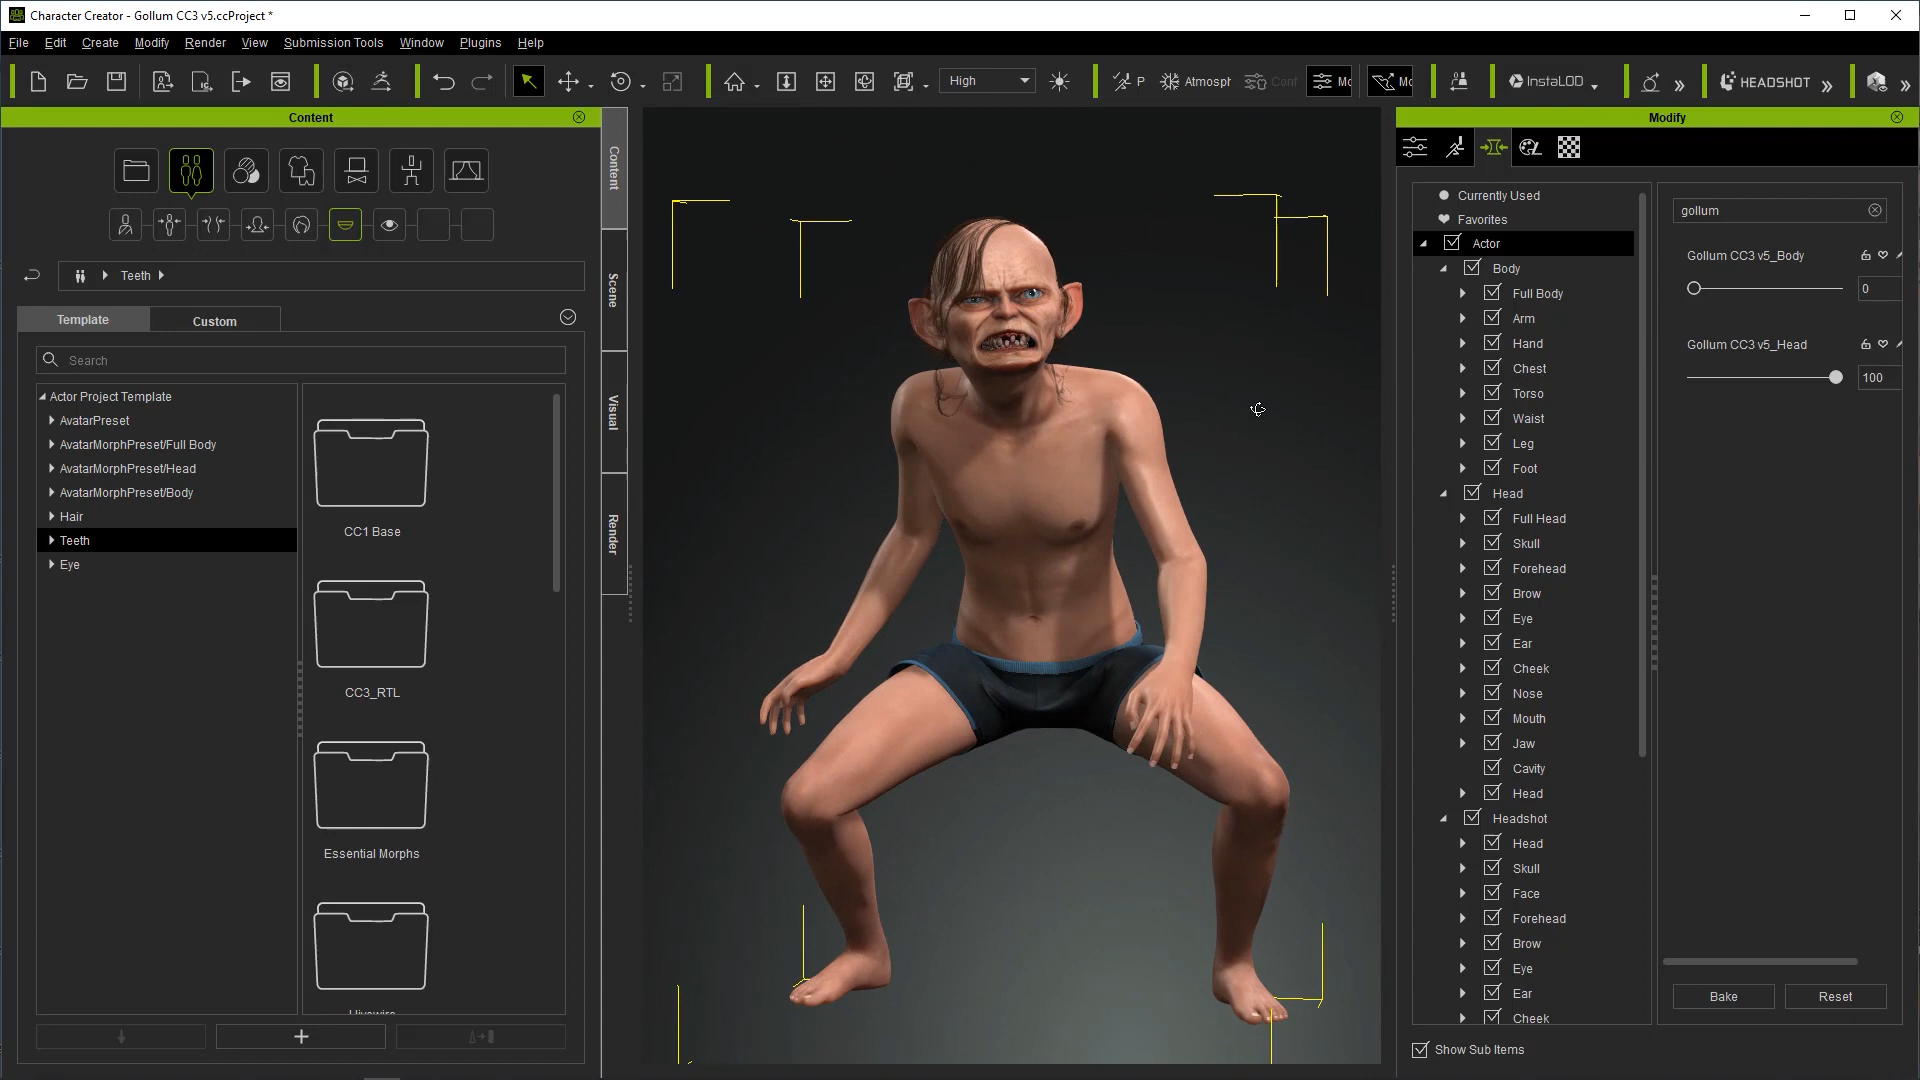 Character Creator - Gollum CC3 v5.ccProject *
File Edit Create Modify Render View Submission Tools Window Plugins Help
High
P
Atmospt
Conf
Mc
Mc
InstaLOD
HEADSHOT
Content
Teeth
Template
Custom
Search
Actor Project Template
AvatarPreset
AvatarMorphPreset/Full Body
AvatarMorphPreset/Head
AvatarMorphPreset/Body
Hair
Teeth
Eye
CC1 Base
CC3_RTL
Essential Morphs
Content
Scene
Visual
Render
Modify
Currently Used
Favorites
Actor
Body
Full Body
Arm
Hand
Chest
Torso
Waist
Leg
Foot
Head
Full Head
Skull
Forehead
Brow
Eye
Ear
Cheek
Nose
Mouth
Jaw
Cavity
Head
Headshot
Head
Skull
Face
Forehead
Brow
Eye
Ear
Cheek
Show Sub Items
gollum
Gollum CC3 v5_Body
0
Gollum CC3 v5_Head
100
Bake
Reset